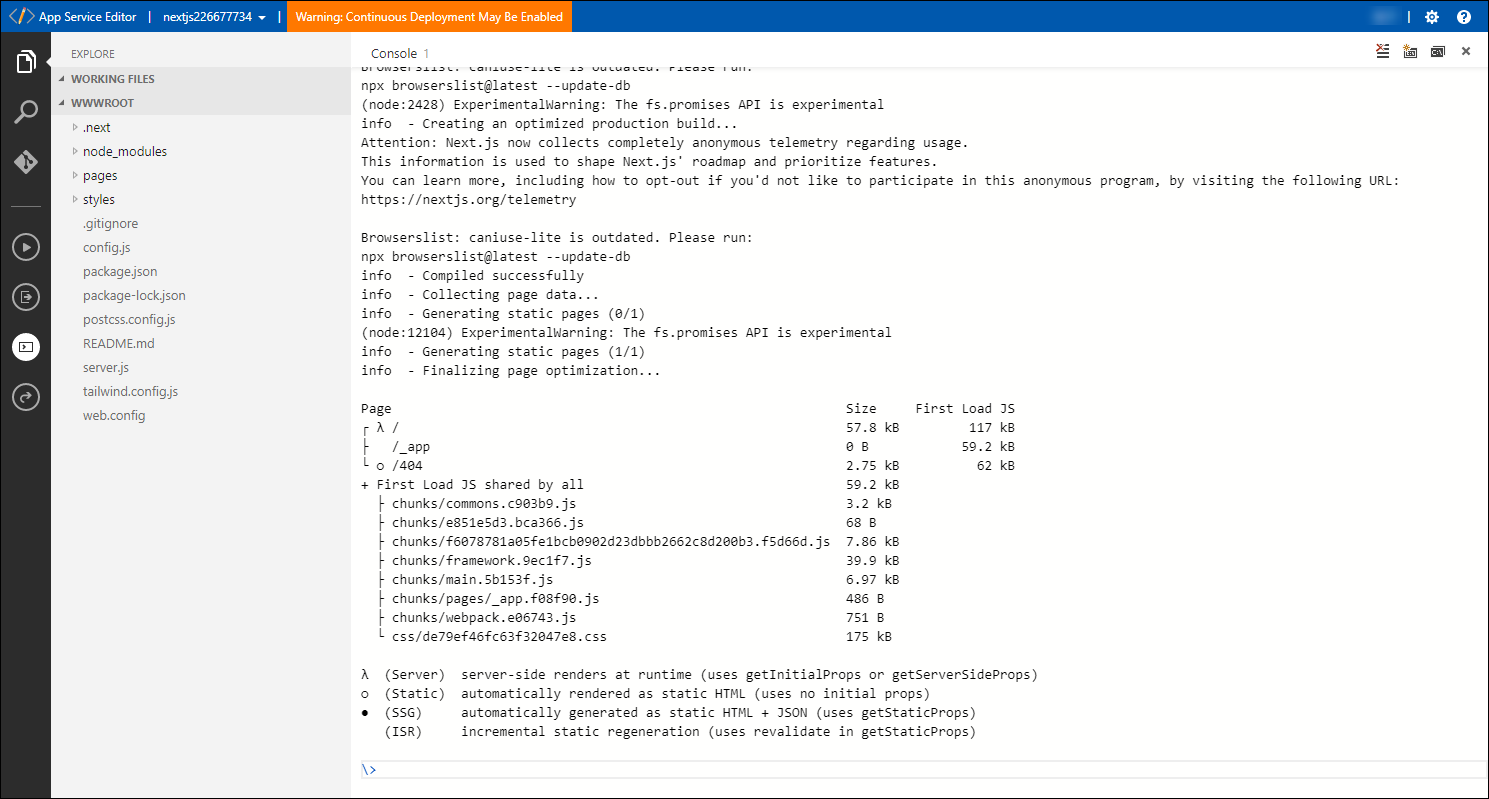 App Service Editor | nextjs226677734 | Warning: Continuous Deployment May Be Enabled |
EXPLORE
WORKING FILES
WWWROOT
.next
node_modules
pages
styles
.gitignore
config.js
package.json
package-lock.json
postcss.config.js
README.md
server.js
tailwind.config.js
web.config
Console 1
Browserslist: caniuse-lite is outdated. Please run:
npx browserslist@latest --update-db
(node:2428) ExperimentalWarning: The fs.promises API is experimental
info  - Creating an optimized production build...
Attention: Next.js now collects completely anonymous telemetry regarding usage.
This information is used to shape Next.js' roadmap and prioritize features.
You can learn more, including how to opt-out if you'd not like to participate in this anonymous program, by visiting the following URL:
https://nextjs.org/telemetry
Browserslist: caniuse-lite is outdated. Please run:
npx browserslist@latest --update-db
info  - Compiled successfully
info  - Collecting page data...
info  - Generating static pages (0/1)
(node:12104) ExperimentalWarning: The fs.promises API is experimental
info  - Generating static pages (1/1)
info  - Finalizing page optimization...
Page Size First Load JS
┌ λ / 57.8 kB 117 kB
├   /_app 0 B 59.2 kB
└ ○ /404 2.75 kB 62 kB
+ First Load JS shared by all 59.2 kB
├ chunks/commons.c903b9.js 3.2 kB
├ chunks/e851e5d3.bca366.js 68 B
├ chunks/f6078781a05fe1bcb0902d23dbbb2662c8d200b3.f5d66d.js 7.86 kB
├ chunks/framework.9ec1f7.js 39.9 kB
├ chunks/main.5b153f.js 6.97 kB
├ chunks/pages/_app.f08f90.js 486 B
├ chunks/webpack.e06743.js 751 B
└ css/de79ef46fc63f32047e8.css 175 kB
λ  (Server)  server-side renders at runtime (uses getInitialProps or getServerSideProps)
○  (Static)  automatically rendered as static HTML (uses no initial props)
●  (SSG)     automatically generated as static HTML + JSON (uses getStaticProps)
(ISR)     incremental static regeneration (uses revalidate in getStaticProps)
\>